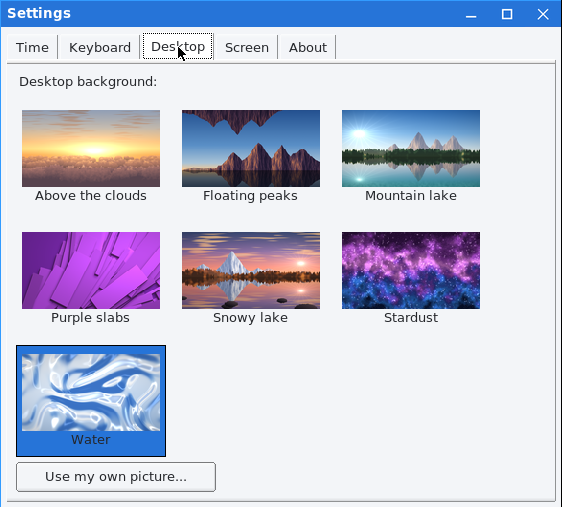 Settings
Time Keyboard Desktop Screen About
Desktop background:
Above the clouds Floating peaks Mountain lake
Purple slabs Snowy lake Stardust
Water
Use my own picture...